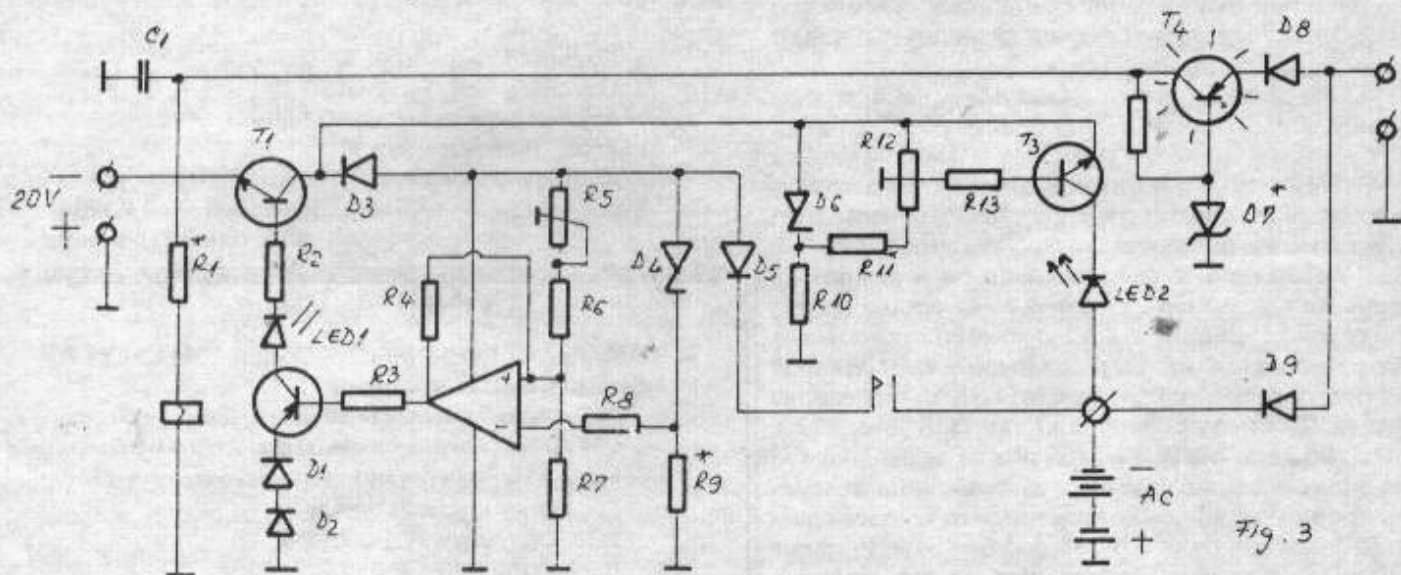 C1
T4
D8
T1
R12
T3
20V
−
+
D3
R5
D6
R13
D7
*
R1
*
R2
D4
D5
R11
R4
R6
R10
LED2
LED1
D9
R3
+
−
R8
D1
R7
R9
*
−
AC
+
D2
Fig. 3